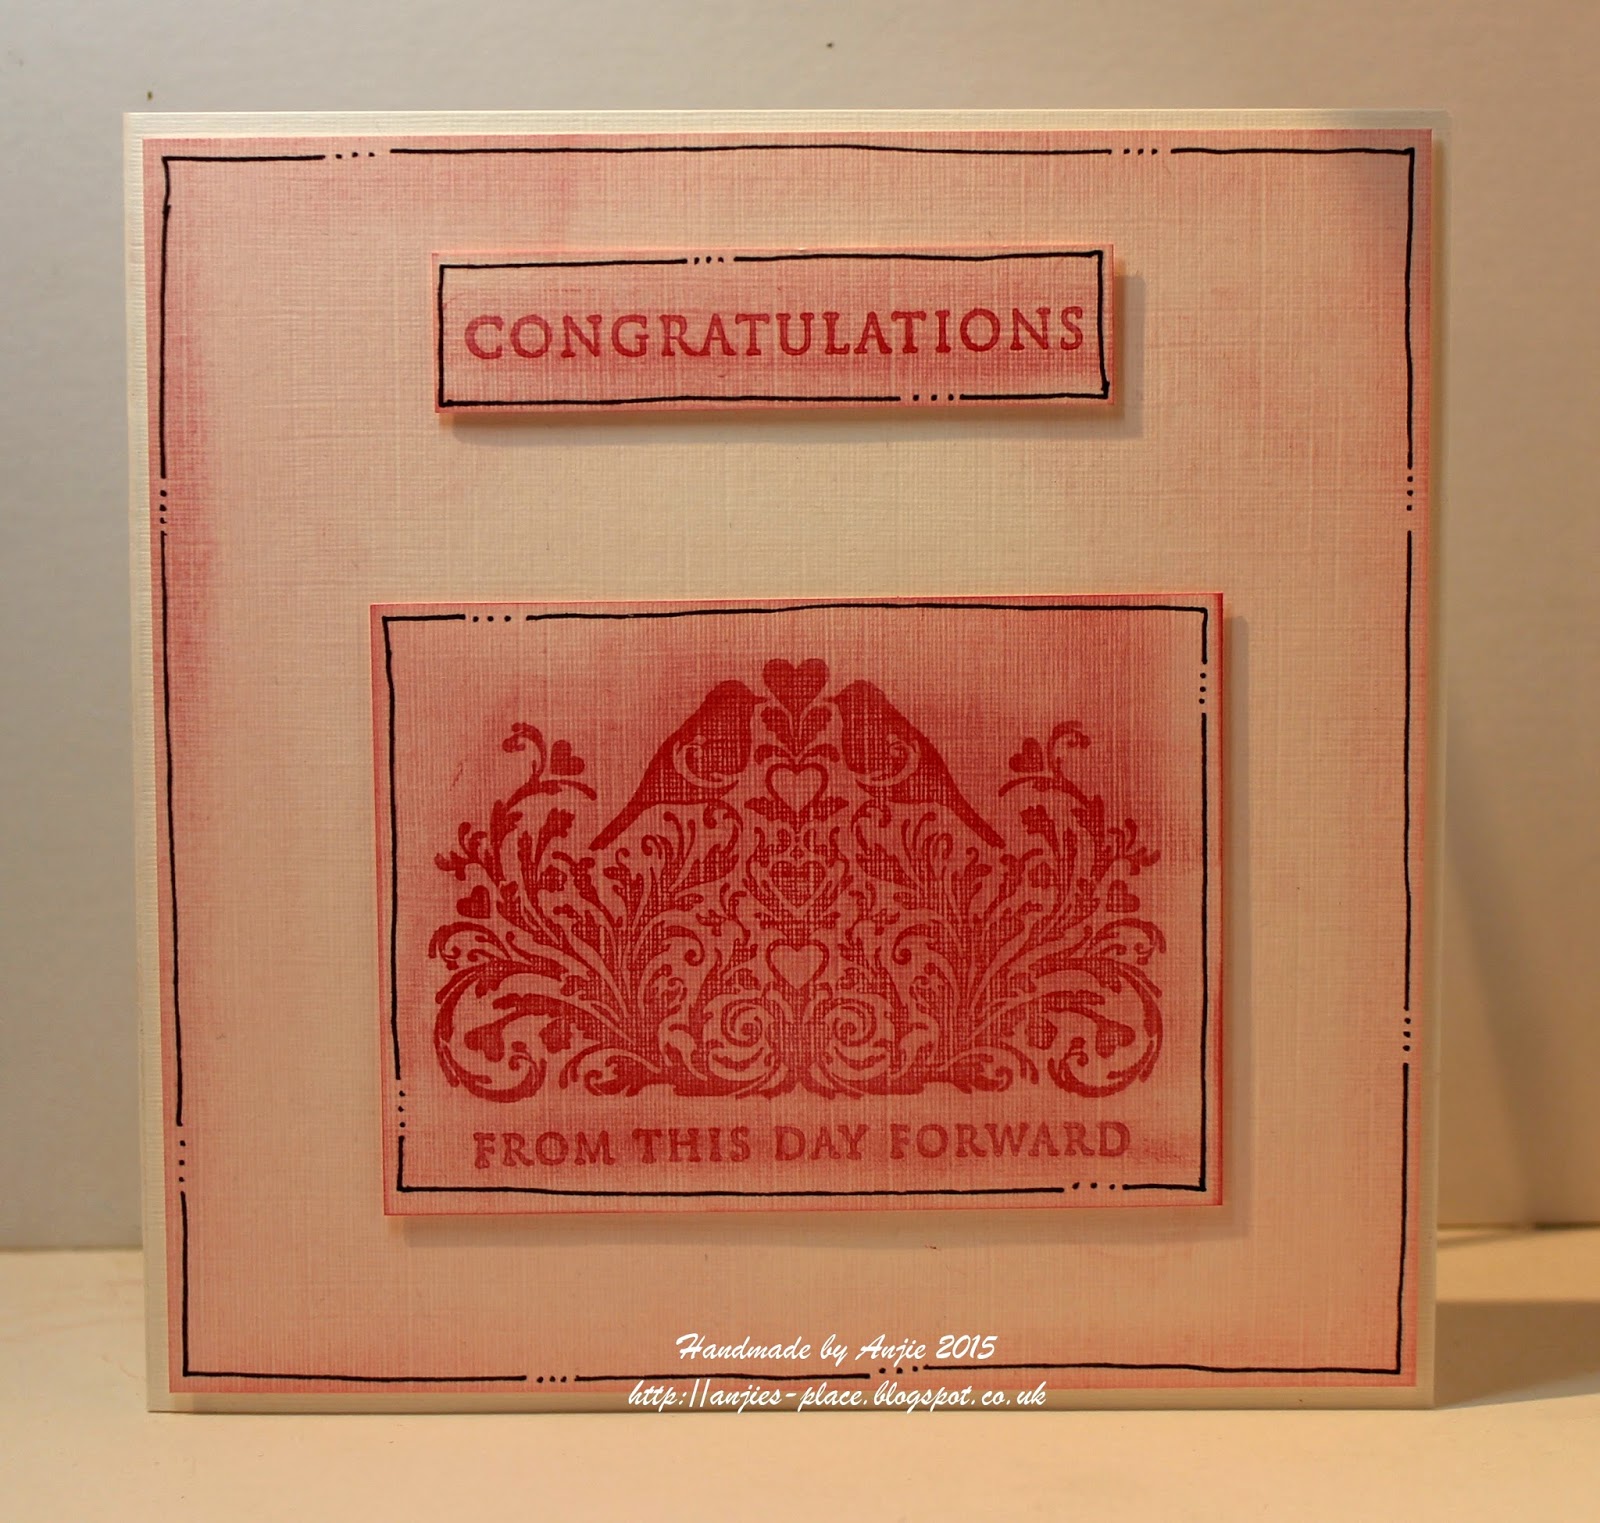 CONGRATULATIONS
FROM THIS DAY FORWARD
Handmade by Anjie 2015
http://anjies-place.blogspot.co.uk